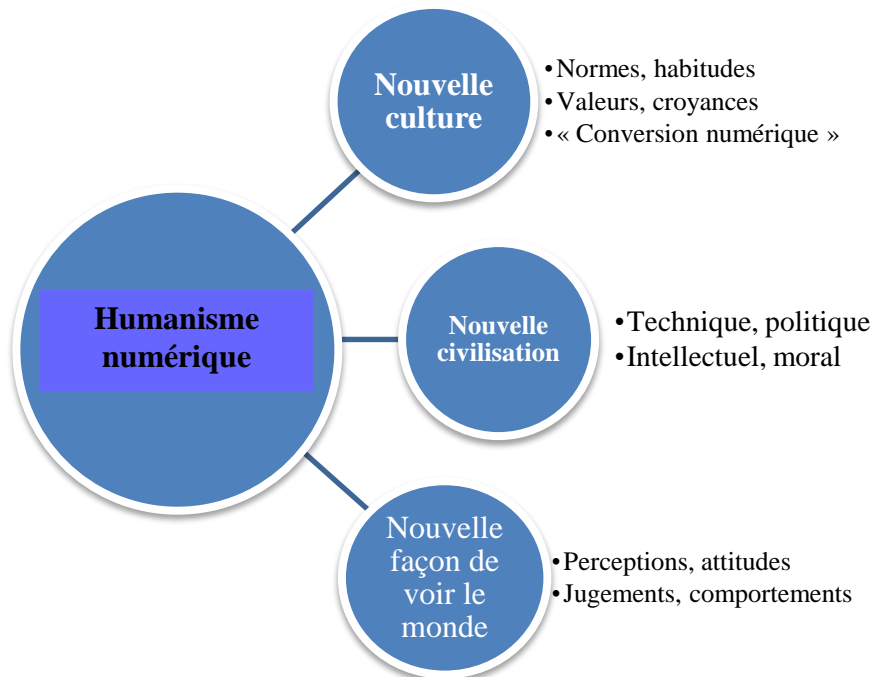 Nouvelle
culture
•Normes, habitudes
•Valeurs, croyances
•« Conversion numérique »
Humanisme
numérique
Nouvelle
civilisation
•Technique, politique
•Intellectuel, moral
Nouvelle
façon de
voir le
monde
•Perceptions, attitudes
•Jugements, comportements